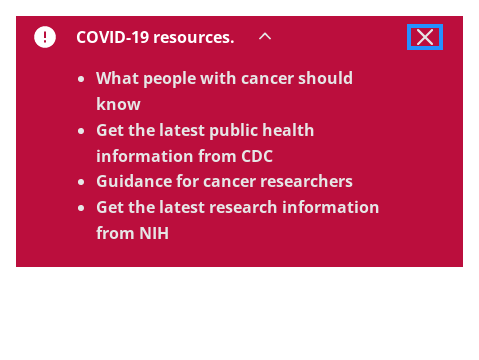 COVID-19 resources.
What people with cancer should
know
Get the latest public health
information from CDC
Guidance for cancer researchers
Get the latest research information
from NIH